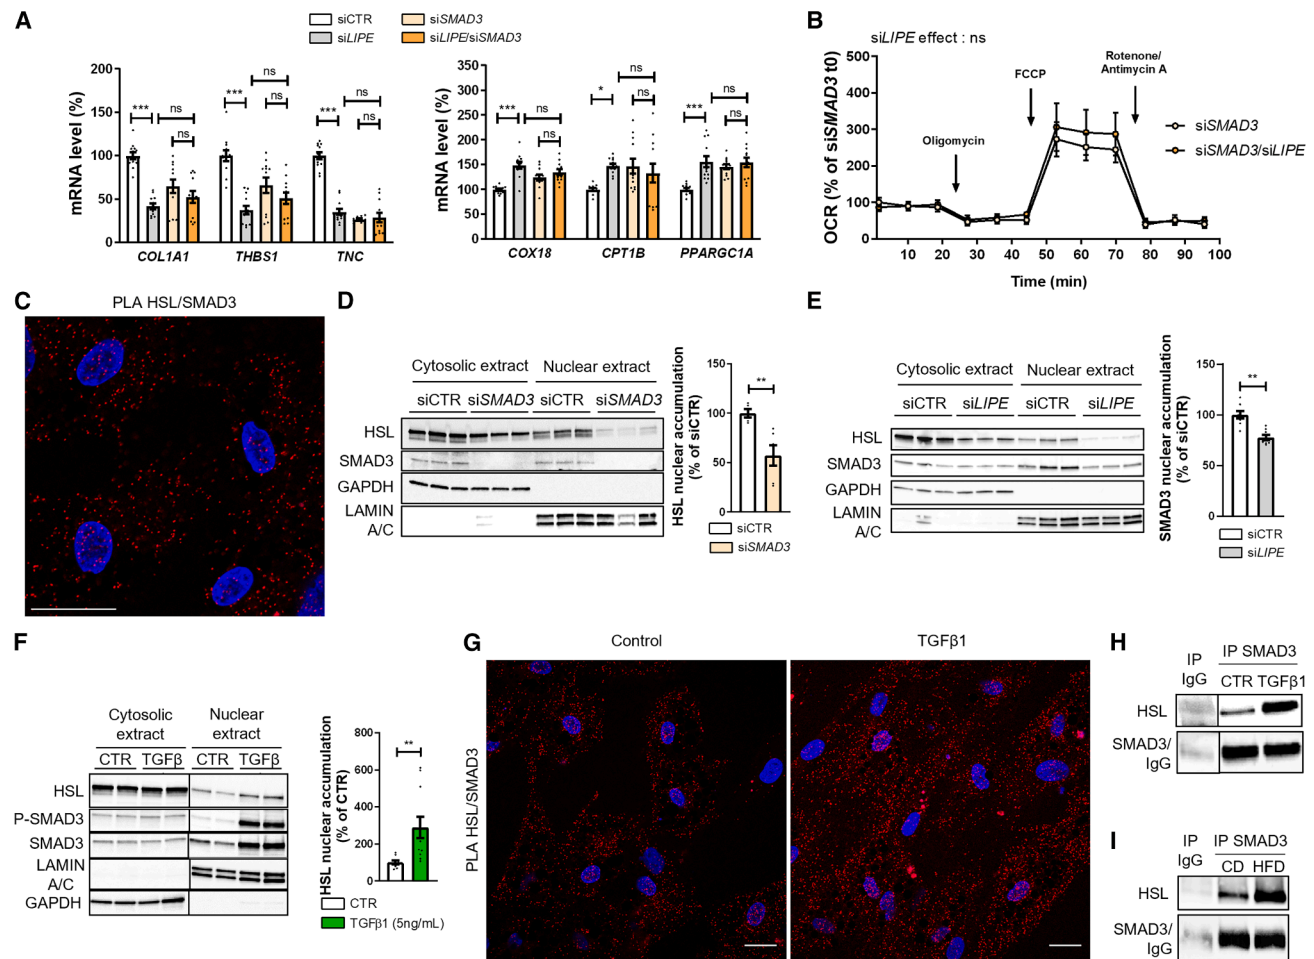 A
siCTR
siSMAD3
siLIPE
siLIPE/siSMAD3
mRNA level (%)
200
150
100
50
0
*** ns ns
*** ns ns
*** ns ns
COL1A1 THBS1 TNC
mRNA level (%)
350
300
250
200
150
100
50
0
*** ns ns
* ns ns
*** ns ns
COX18 CPT1B PPARGC1A
B
siLIPE effect : ns
OCR (% of siSMAD3 t0)
500
400
300
200
100
0
Oligomycin
FCCP
Rotenone/
Antimycin A
siSMAD3
siSMAD3/siLIPE
10 20 30 40 50 60 70 80 90 100
Time (min)
C
PLA HSL/SMAD3
D
Cytosolic extract Nuclear extract
siCTR siSMAD3 siCTR siSMAD3
HSL
SMAD3
GAPDH
LAMIN
A/C
HSL nuclear accumulation
(% of siCTR)
150
100
50
0
**
siCTR
siSMAD3
E
Cytosolic extract Nuclear extract
siCTR siLIPE siCTR siLIPE
HSL
SMAD3
GAPDH
LAMIN
A/C
SMAD3 nuclear accumulation
(% of siCTR)
150
100
50
0
**
siCTR
siLIPE
F
Cytosolic
extract
Nuclear
extract
CTR TGFβ CTR TGFβ
HSL
P-SMAD3
SMAD3
LAMIN
A/C
GAPDH
HSL nuclear accumulation
(% of CTR)
800
600
400
200
0
**
CTR
TGFβ1 (5ng/mL)
G
Control TGFβ1
PLA HSL/SMAD3
H
IP
IgG
IP SMAD3
CTR TGFβ1
HSL
SMAD3/
IgG
I
IP
IgG
IP SMAD3
CD HFD
HSL
SMAD3/
IgG